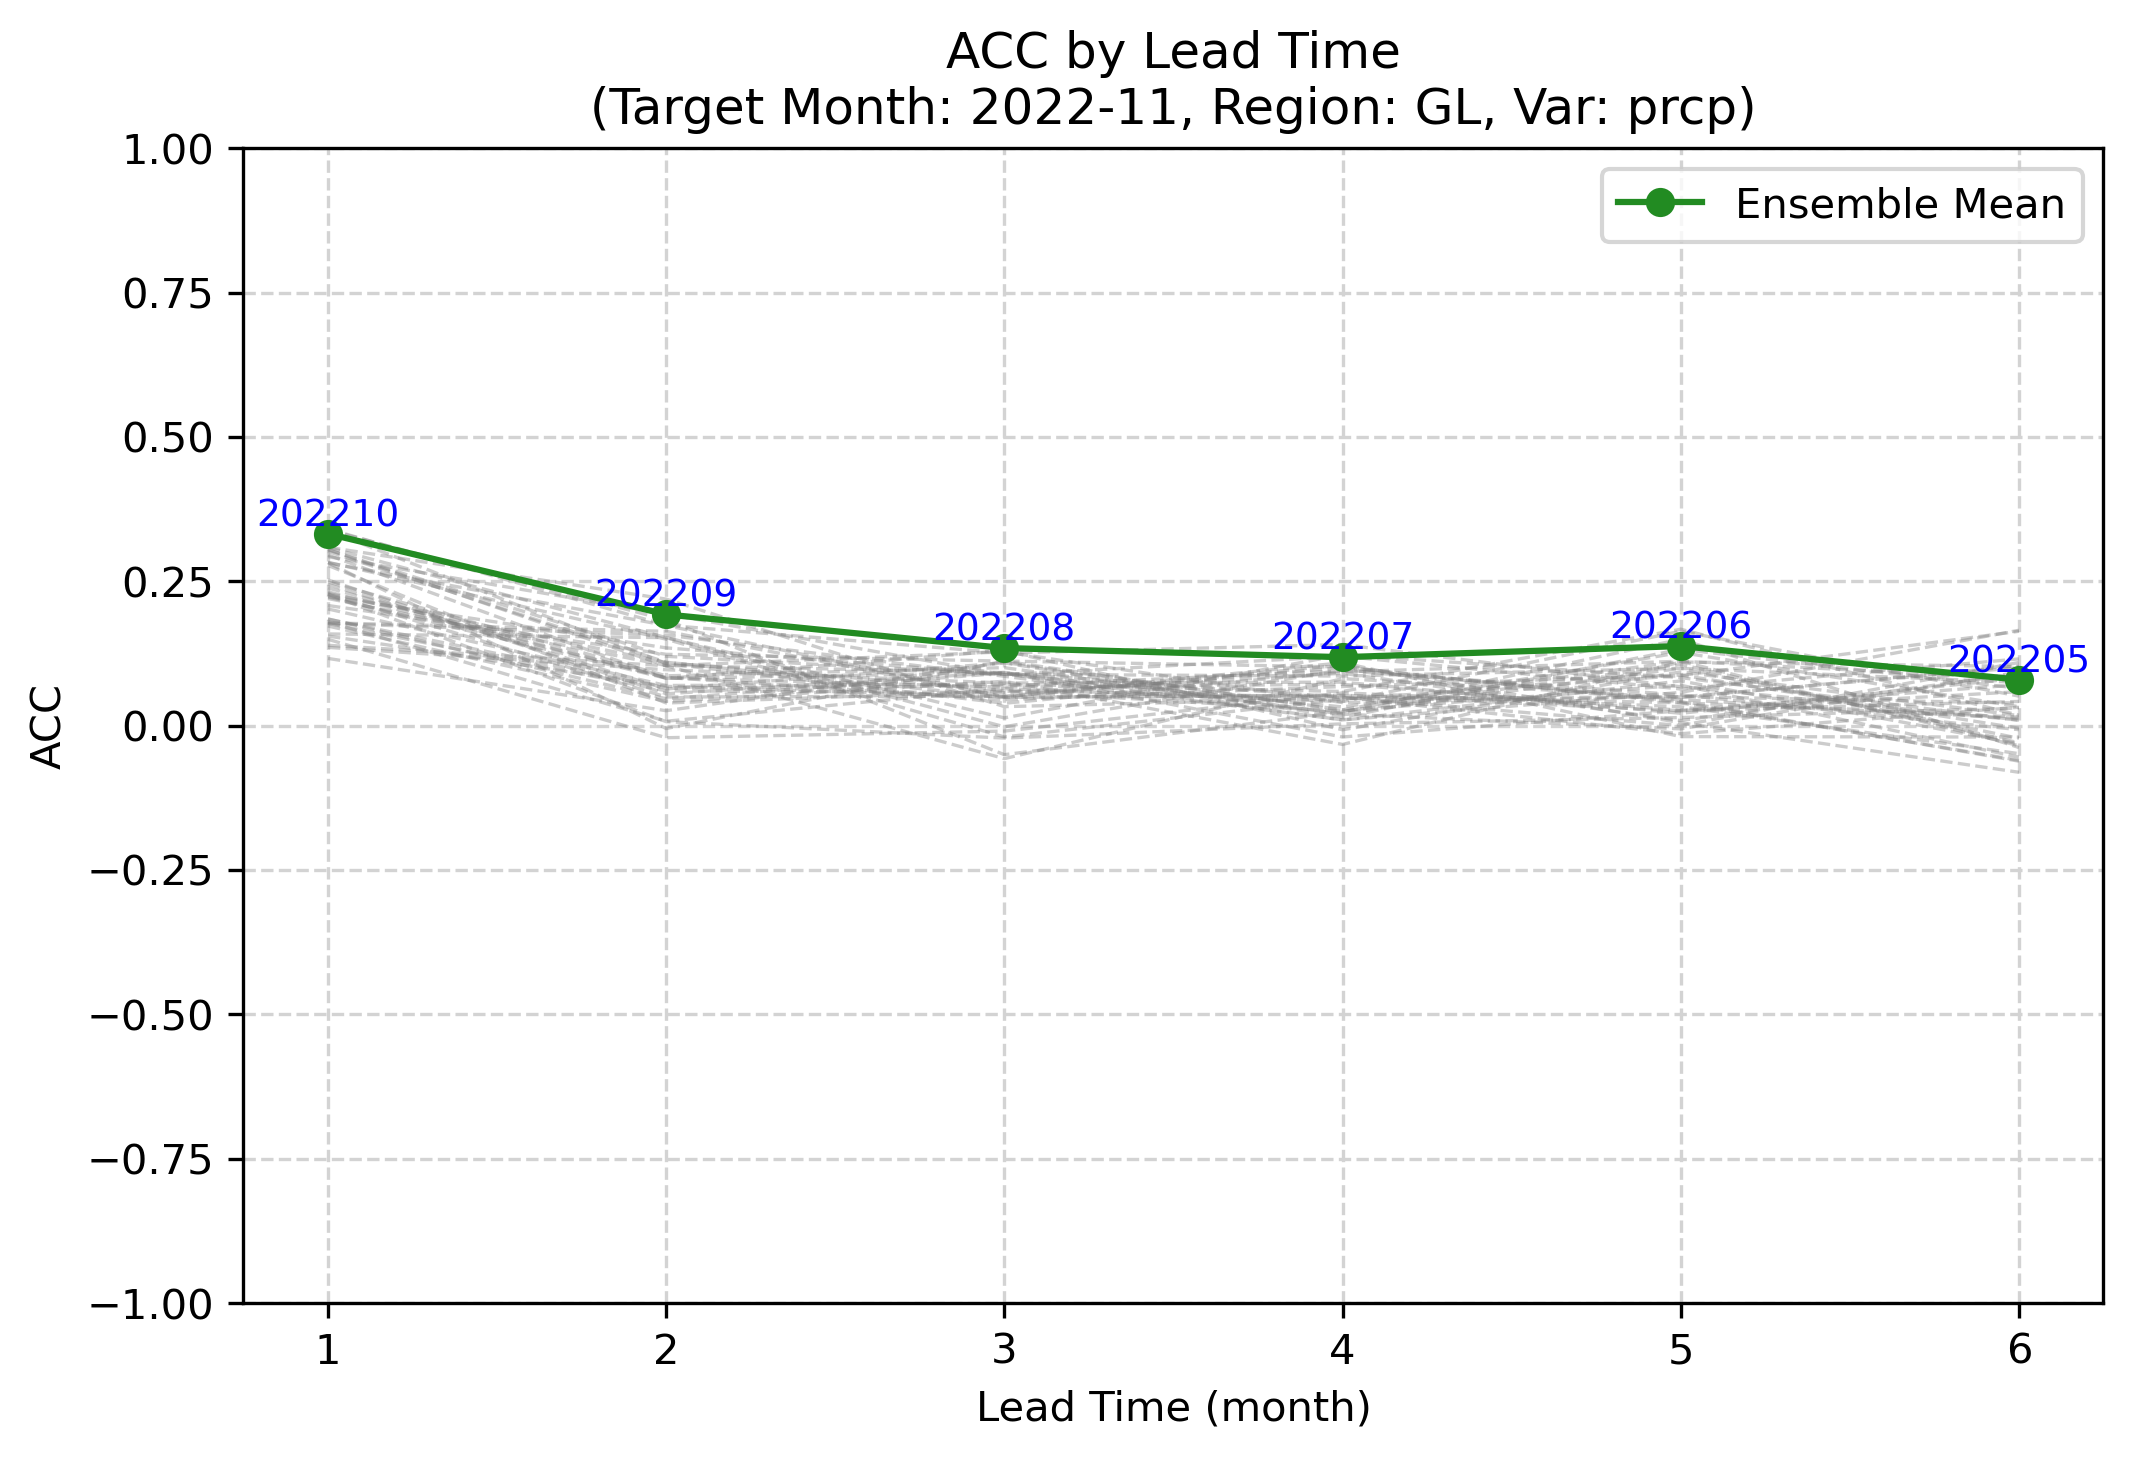 ACC by Lead Time
(Target Month: 2022-11, Region: GL, Var: prcp)
Ensemble Mean
1.00
0.75
0.50
0.25
0.00
−0.25
−0.50
−0.75
−1.00
ACC
202210
202209
202208
202207
202206
202205
1 2 3 4 5 6
Lead Time (month)